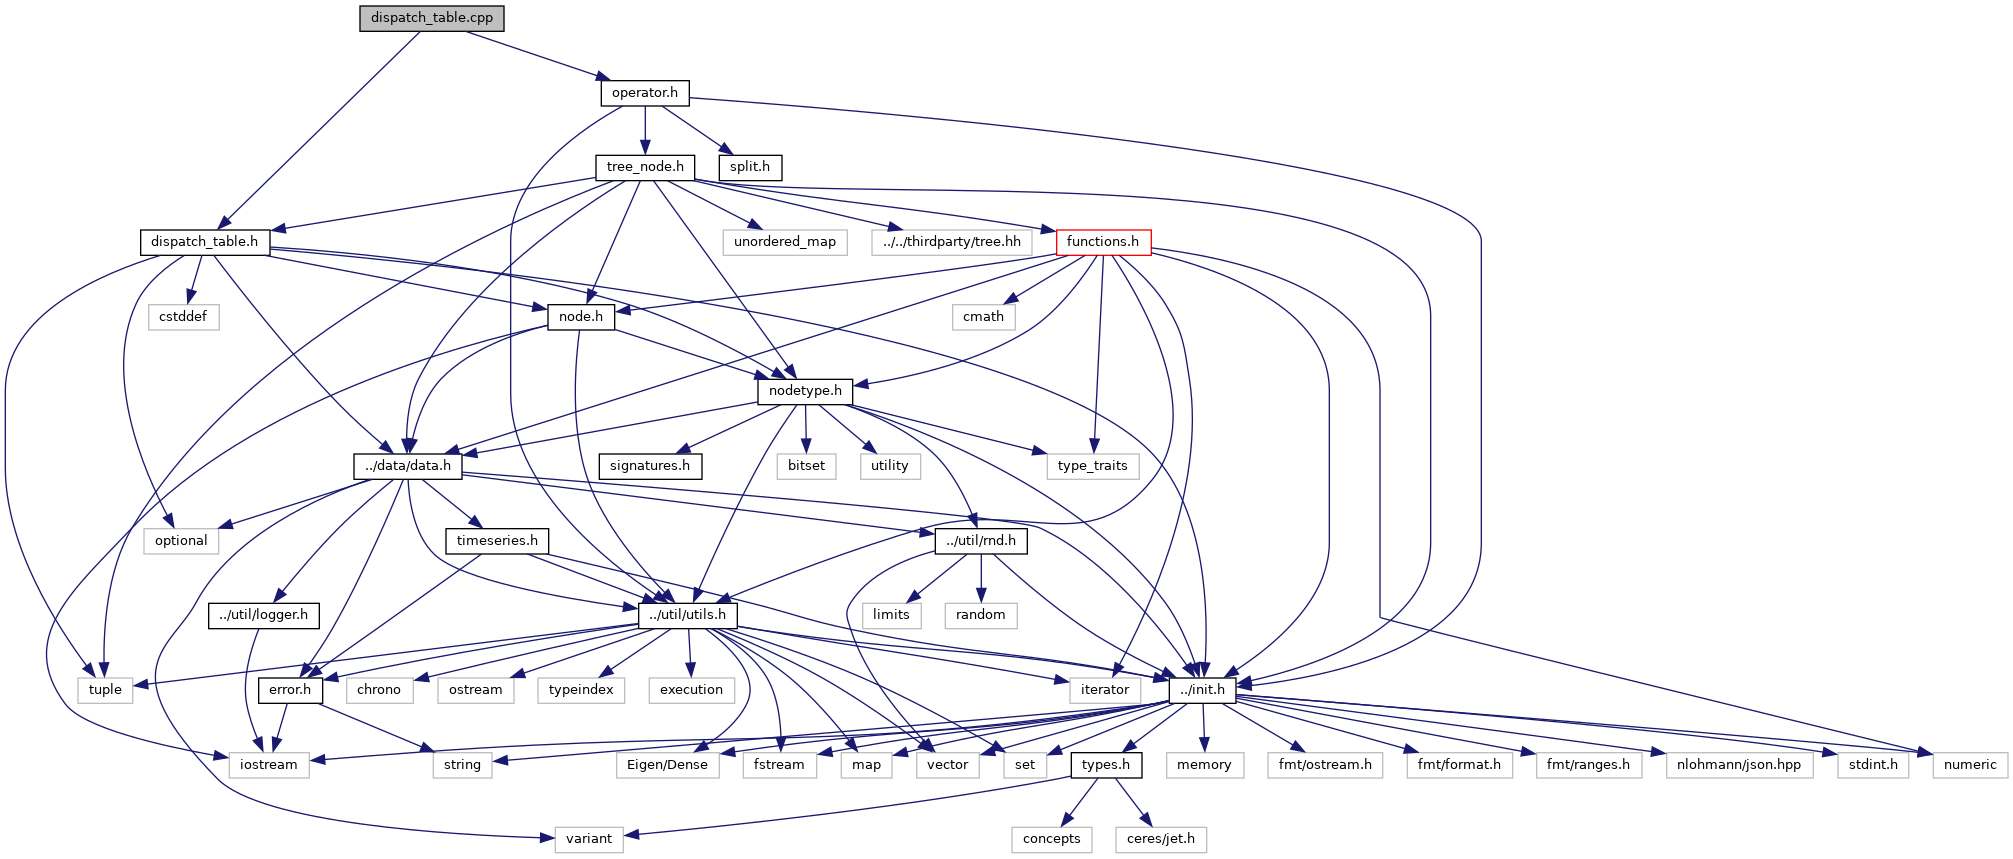 dispatch_table.cpp
operator.h
tree_node.h
split.h
dispatch_table.h
unordered_map
../../thirdparty/tree.hh
functions.h
cstddef
node.h
cmath
nodetype.h
../data/data.h
signatures.h
bitset
utility
type_traits
optional
timeseries.h
../util/rnd.h
../util/logger.h
../util/utils.h
limits
random
tuple
error.h
chrono
ostream
typeindex
execution
iterator
../init.h
iostream
string
Eigen/Dense
fstream
map
vector
set
types.h
memory
fmt/ostream.h
fmt/format.h
fmt/ranges.h
nlohmann/json.hpp
stdint.h
numeric
variant
concepts
ceres/jet.h